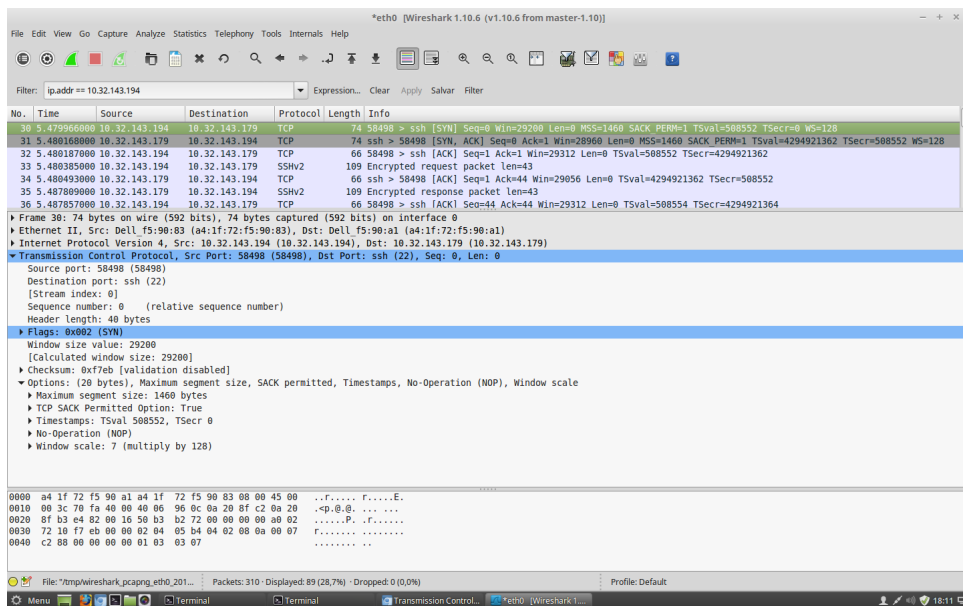 *eth0 [Wireshark 1.10.6 (v1.10.6 from master-1.10)]
File Edit View Go Capture Analyze Statistics Telephony Tools Internals Help
Filter: ip.addr == 10.32.143.194 Expression... Clear Apply Salvar Filter
No. Time Source Destination Protocol Length Info
30 5.479966000 10.32.143.194 10.32.143.179 TCP 74 58498 > ssh [SYN] Seq=0 Win=29200 Len=0 MSS=1460 SACK_PERM=1 TSval=508552 TSecr=0 WS=128
31 5.480168000 10.32.143.179 10.32.143.194 TCP 74 ssh > 58498 [SYN, ACK] Seq=0 Ack=1 Win=28960 Len=0 MSS=1460 SACK_PERM=1 TSval=4294921362 TSecr=508552 WS=128
32 5.480187000 10.32.143.194 10.32.143.179 TCP 66 58498 > ssh [ACK] Seq=1 Ack=1 Win=29312 Len=0 TSval=508552 TSecr=4294921362
33 5.480385000 10.32.143.194 10.32.143.179 SSHv2 109 Encrypted request packet len=43
34 5.480493000 10.32.143.179 10.32.143.194 TCP 66 ssh > 58498 [ACK] Seq=1 Ack=44 Win=29056 Len=0 TSval=4294921362 TSecr=508552
35 5.487809000 10.32.143.179 10.32.143.194 SSHv2 109 Encrypted response packet len=43
36 5.487857000 10.32.143.194 10.32.143.179 TCP 66 58498 > ssh [ACK] Seq=44 Ack=44 Win=29312 Len=0 TSval=508554 TSecr=4294921364
Frame 30: 74 bytes on wire (592 bits), 74 bytes captured (592 bits) on interface 0
Ethernet II, Src: Dell_f5:90:83 (a4:1f:72:f5:90:83), Dst: Dell_f5:90:a1 (a4:1f:72:f5:90:a1)
Internet Protocol Version 4, Src: 10.32.143.194 (10.32.143.194), Dst: 10.32.143.179 (10.32.143.179)
Transmission Control Protocol, Src Port: 58498 (58498), Dst Port: ssh (22), Seq: 0, Len: 0
Source port: 58498 (58498)
Destination port: ssh (22)
[Stream index: 0]
Sequence number: 0 (relative sequence number)
Header length: 40 bytes
Flags: 0x002 (SYN)
Window size value: 29200
[Calculated window size: 29200]
Checksum: 0xf7eb [validation disabled]
Options: (20 bytes), Maximum segment size, SACK permitted, Timestamps, No-Operation (NOP), Window scale
Maximum segment size: 1460 bytes
TCP SACK Permitted Option: True
Timestamps: TSval 508552, TSecr 0
No-Operation (NOP)
Window scale: 7 (multiply by 128)
0000 a4 1f 72 f5 90 a1 a4 1f 72 f5 90 83 08 00 45 00 ..r..... r.....E.
0010 00 3c 70 fa 40 00 40 06 96 0c 0a 20 8f c2 0a 20 .<p.@.@. ... ...
0020 8f b3 e4 82 00 16 50 b3 b2 72 00 00 00 00 a0 02 ......P. .r......
0030 72 10 f7 eb 00 00 02 04 05 b4 04 02 08 0a 00 07 r....... ........
0040 c2 88 00 00 00 00 01 03 03 07 ........ ..
File: "/tmp/wireshark_pcapng_eth0_201... Packets: 310 · Displayed: 89 (28,7%) · Dropped: 0 (0,0%) Profile: Default
Menu Terminal Terminal Transmission Control... *eth0 [Wireshark 1.... 18:11